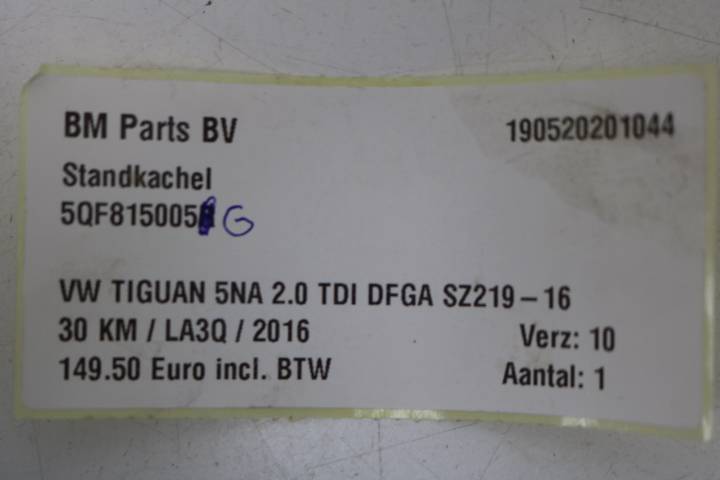 BM Parts BV 190520201044
Standkachel
5QF815005 G
VW TIGUAN 5NA 2.0 TDI DFGA SZ219-16
30 KM / LA3Q / 2016 Verz: 10
149.50 Euro incl. BTW Aantal: 1